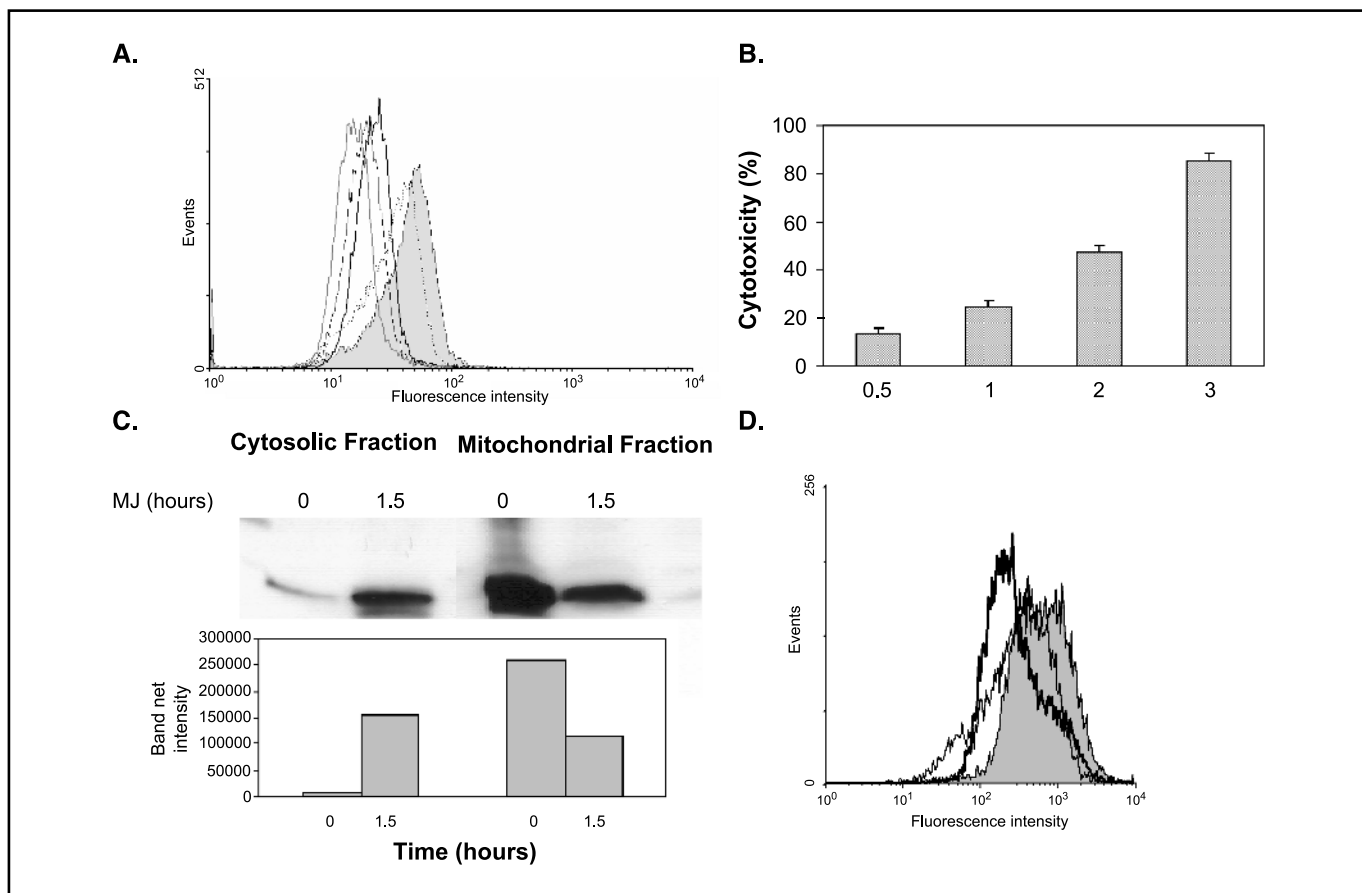 A.
512
Events
0
10⁰ 10¹ 10² 10³ 10⁴
Fluorescence intensity
B.
Cytotoxicity (%)
100
80
60
40
20
0
0.5 1 2 3
C.
Cytosolic Fraction Mitochondrial Fraction
MJ (hours) 0 1.5 0 1.5
Band net
intensity
300000
250000
200000
150000
100000
50000
0
0 1.5 0 1.5
Time (hours)
D.
256
Events
0
10⁰ 10¹ 10² 10³ 10⁴
Fluorescence intensity